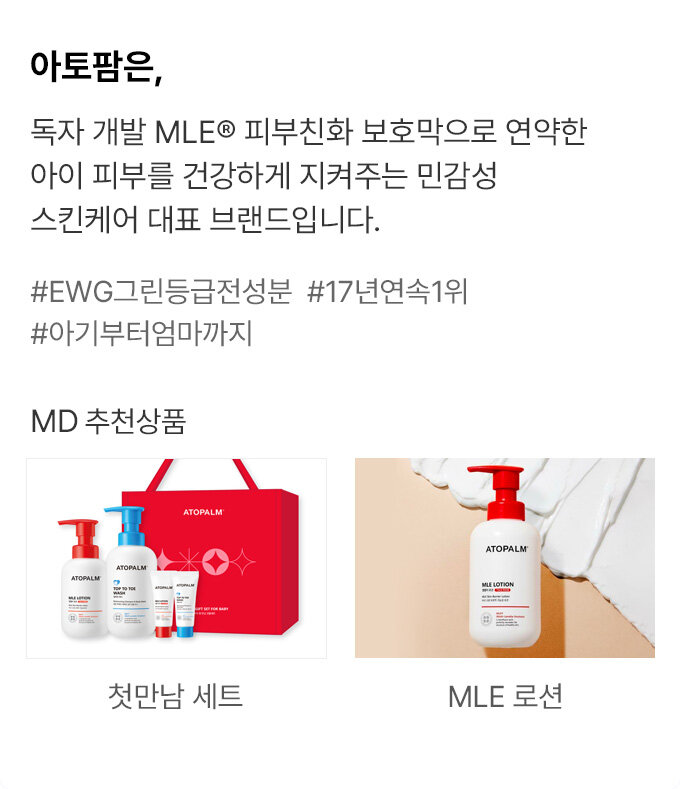 아토팜은,
독자 개발 MLE® 피부친화 보호막으로 연약한
아이 피부를 건강하게 지켜주는 민감성
스킨케어 대표 브랜드입니다.
#EWG그린등급전성분 #17년연속1위
#아기부터엄마까지
MD 추천상품
ATOPALM
ATOPALM
MLE LOTION
ATOPALM
TOP TO TOE
WASH
ATOPALM
ATOPALM
GIFT SET FOR BABY
ATOPALM
MLE LOTION
첫만남 세트
MLE 로션